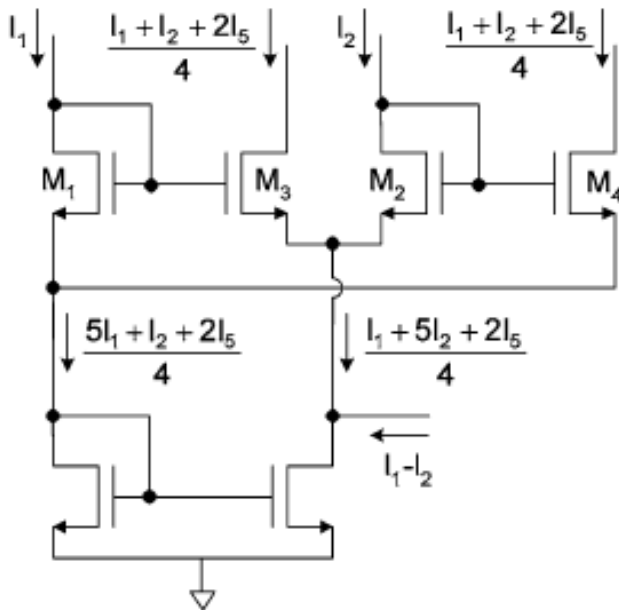 I₁
I₁ + I₂ + 2I₅
4
I₂
I₁ + I₂ + 2I₅
4
M₁
M₃
M₂
M₄
5I₁ + I₂ + 2I₅
4
I₁ + 5I₂ + 2I₅
4
I₁-I₂